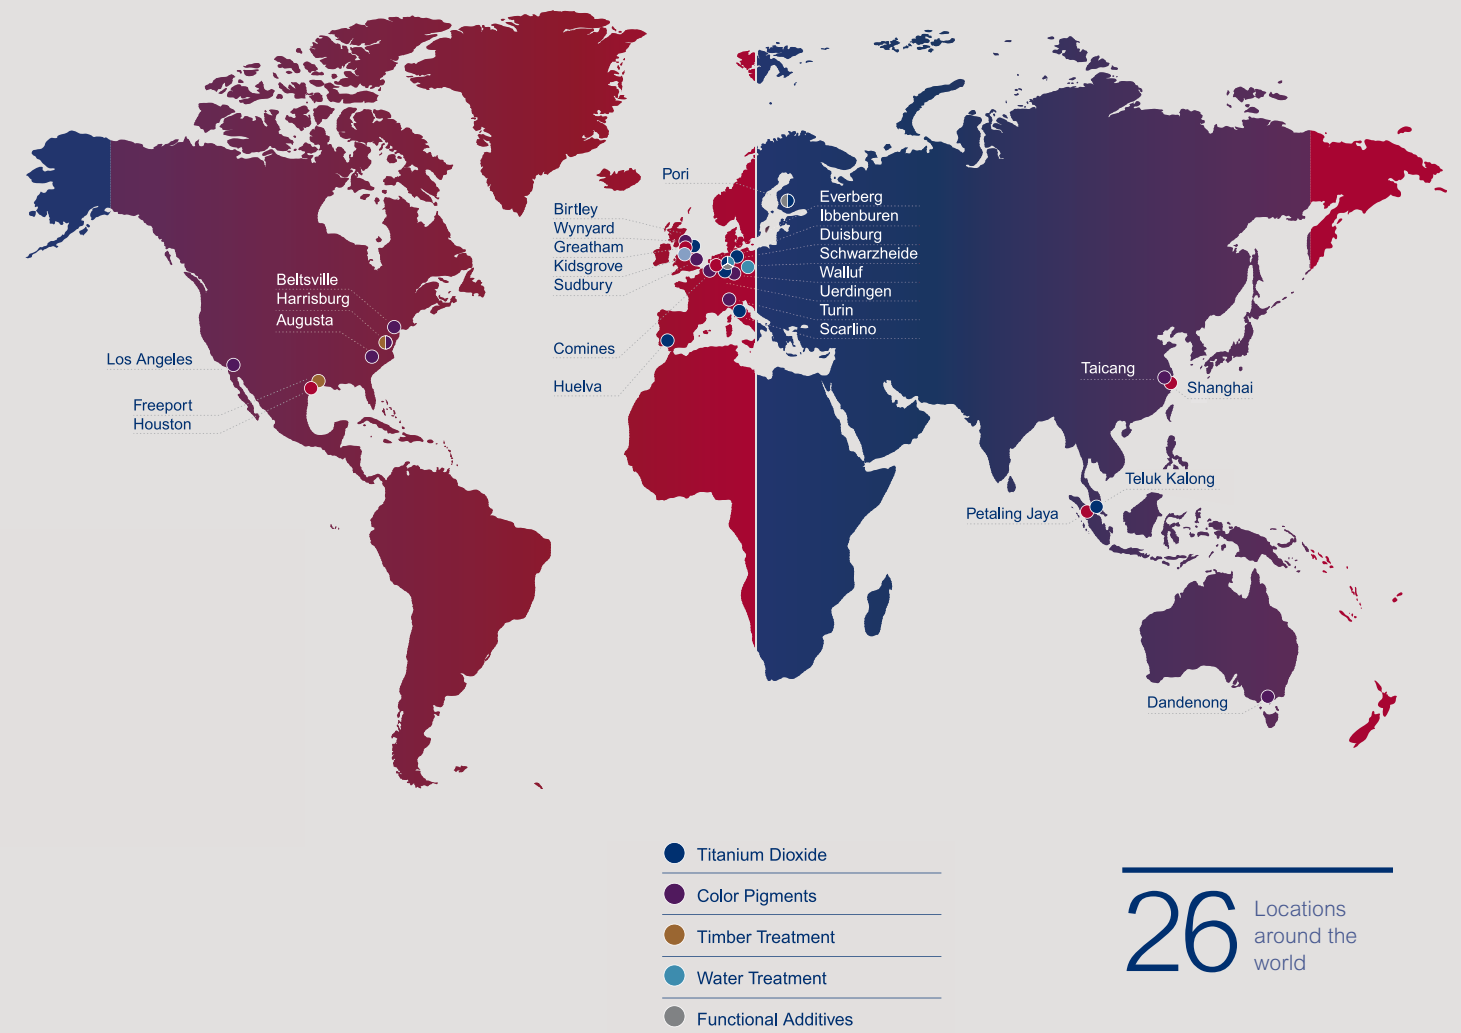 Pori
Birtley
Wynyard
Greatham
Kidsgrove
Sudbury
Everberg
Ibbenburen
Duisburg
Schwarzheide
Walluf
Uerdingen
Turin
Scarlino
Beltsville
Harrisburg
Augusta
Los Angeles
Freeport
Houston
Comines
Huelva
Taicang
Shanghai
Teluk Kalong
Petaling Jaya
Dandenong
Titanium Dioxide
Color Pigments
Timber Treatment
Water Treatment
Functional Additives
26
Locations
around the
world